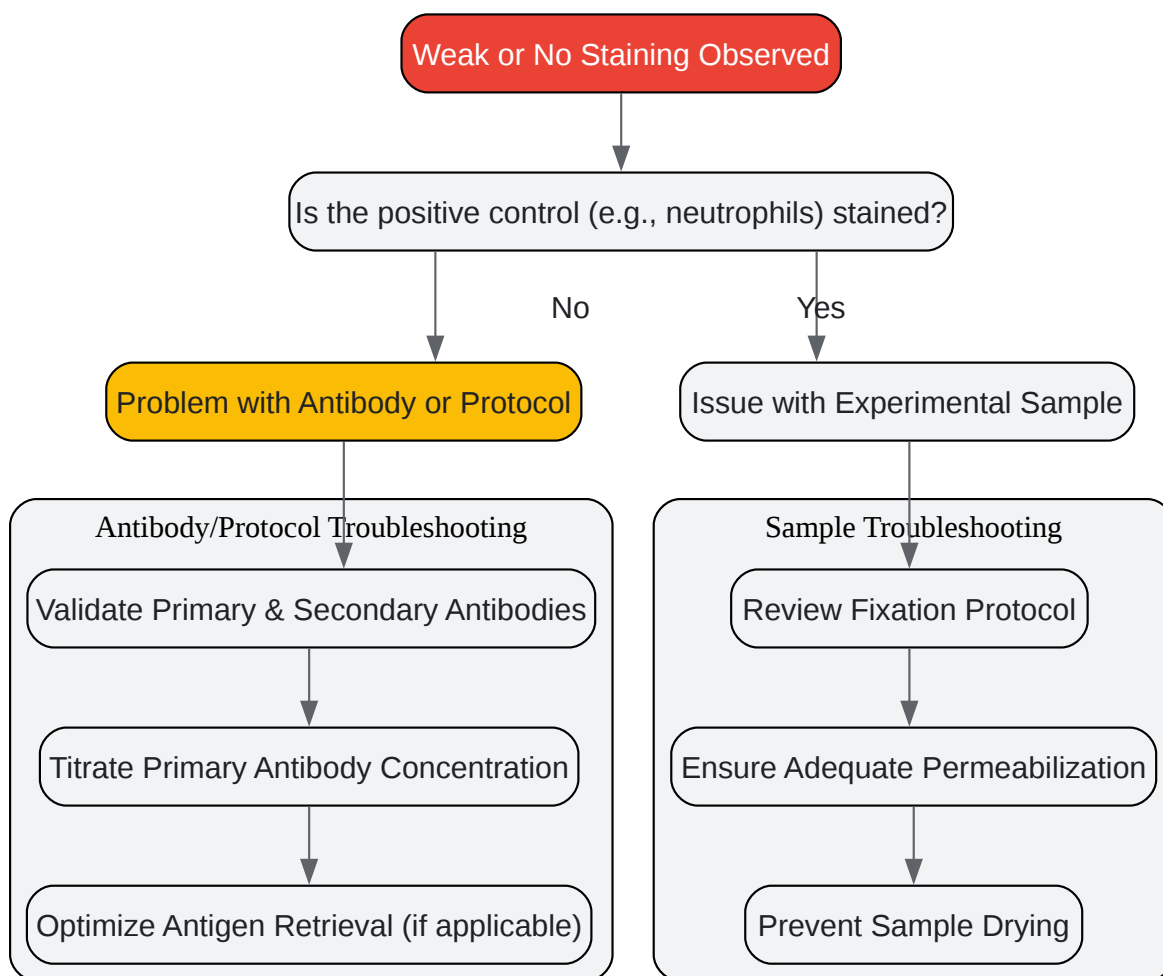 Weak or No Staining Observed
Is the positive control (e.g., neutrophils) stained?
No
Yes
Problem with Antibody or Protocol
Issue with Experimental Sample
Antibody/Protocol Troubleshooting
Sample Troubleshooting
Validate Primary & Secondary Antibodies
Review Fixation Protocol
Titrate Primary Antibody Concentration
Ensure Adequate Permeabilization
Optimize Antigen Retrieval (if applicable)
Prevent Sample Drying